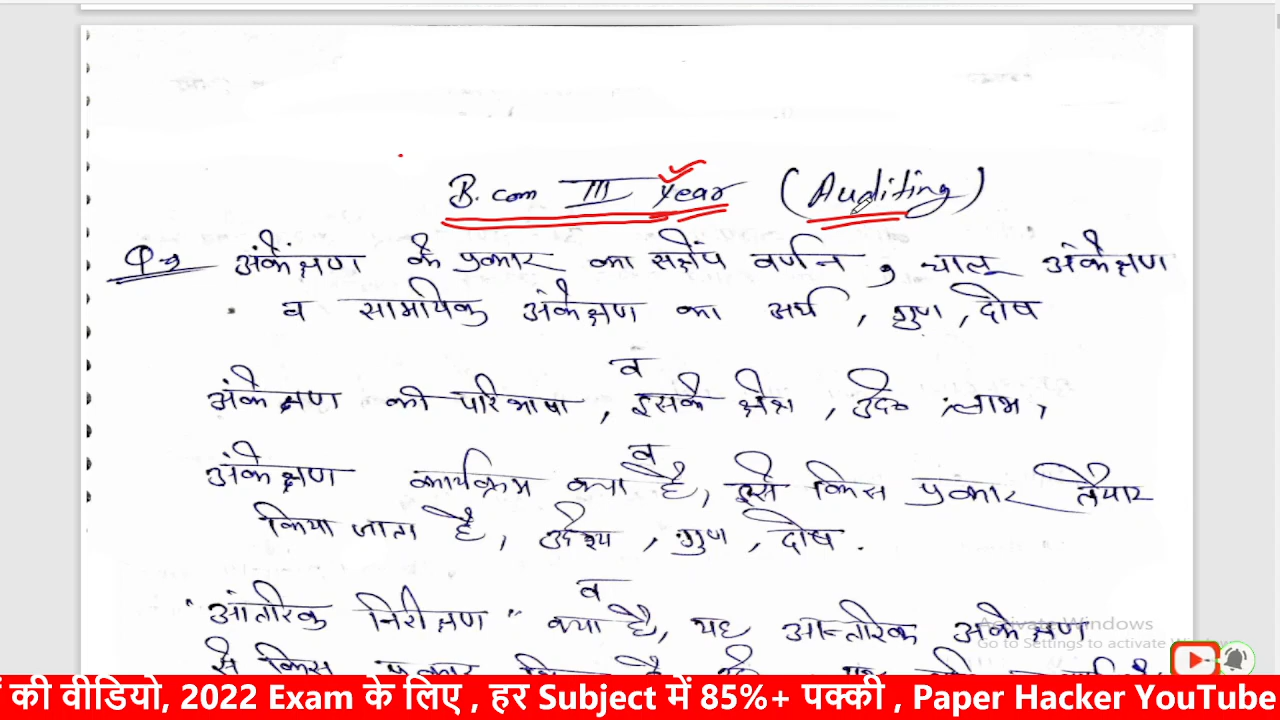 B. com III Year (Auditing)
Q→ अंकेक्षण के प्रकार का संक्षेप वर्णन, चालू अंकेक्षण
व सामयिक अंकेक्षण का अर्थ, गुण, दोष
व
अंकेक्षण की परिभाषा, इसके क्षेत्र, लाभ,
व
अंकेक्षण कार्यक्रम क्या है, इसे किस प्रकार तैयार
किया जाता है, उद्देश्य, गुण, दोष.
व
"आंतरिक निरीक्षण" क्या है, यह आन्तरिक अंकेक्षण
से किस प्रकार
Activate Windows
Go to Settings to activate Windows.
की वीडियो, 2022 Exam के लिए , हर Subject में 85%+ पक्की , Paper Hacker YouTube